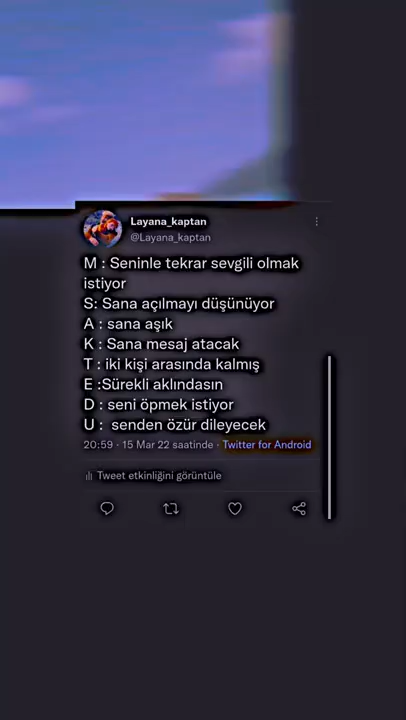 Layana_kaptan
@Layana_kaptan
M : Seninle tekrar sevgili olmak
istiyor
S: Sana açılmayı düşünüyor
A : sana aşık
K : Sana mesaj atacak
T : iki kişi arasında kalmış
E :Sürekli aklındasın
D : seni öpmek istiyor
U :  senden özür dileyecek
20:59 · 15 Mar 22 saatinde · Twitter for Android
Tweet etkinliğini görüntüle